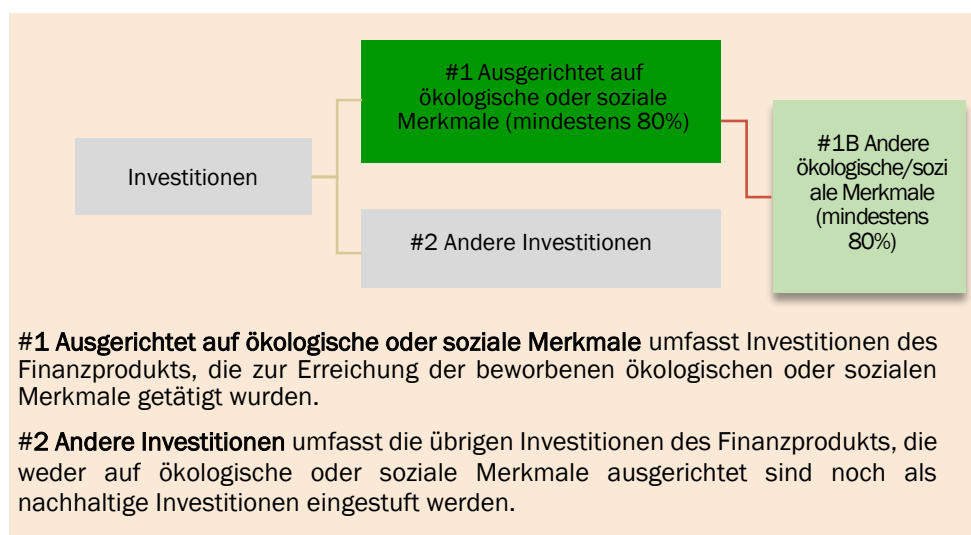 #1 Ausgerichtet auf
ökologische oder soziale
Merkmale (mindestens 80%)
#1B Andere
ökologische/sozi
ale Merkmale
(mindestens
80%)
Investitionen
#2 Andere Investitionen
#1 Ausgerichtet auf ökologische oder soziale Merkmale umfasst Investitionen des
Finanzprodukts, die zur Erreichung der beworbenen ökologischen oder sozialen
Merkmale getätigt wurden.
#2 Andere Investitionen umfasst die übrigen Investitionen des Finanzprodukts, die
weder auf ökologische oder soziale Merkmale ausgerichtet sind noch als
nachhaltige Investitionen eingestuft werden.